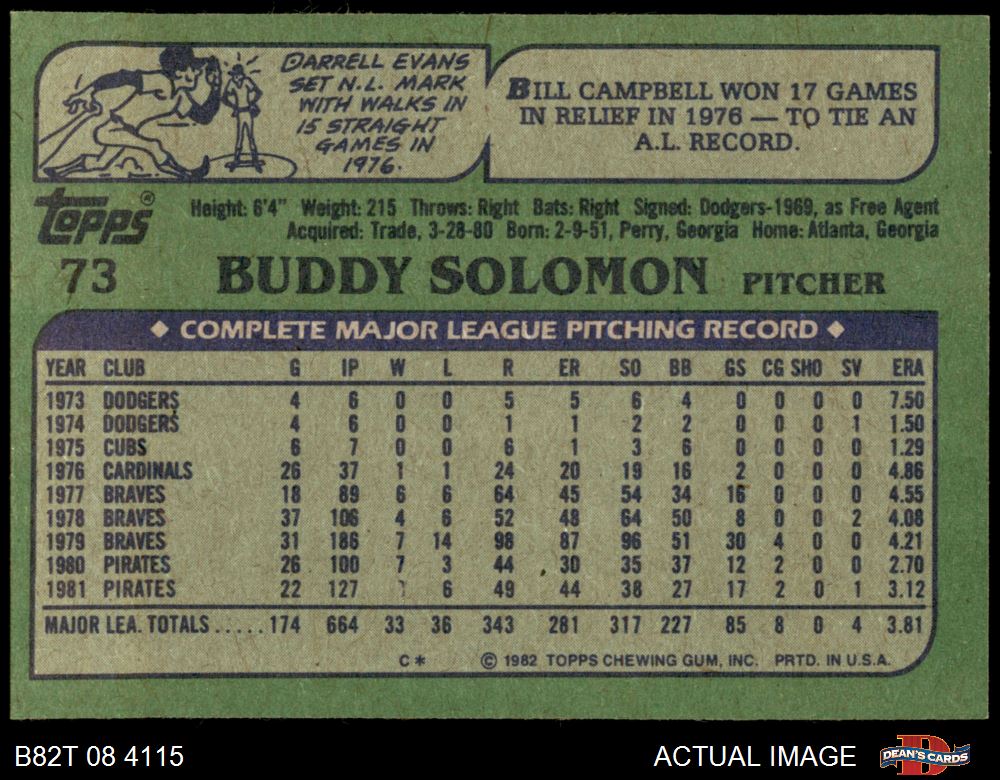 DARRELL EVANS
SET N.L. MARK
WITH WALKS IN
15 STRAIGHT
GAMES IN
1976.
BILL CAMPBELL WON 17 GAMES
IN RELIEF IN 1976 — TO TIE AN
A.L. RECORD.
Topps®
Height: 6'4" Weight: 215 Throws: Right Bats: Right Signed: Dodgers-1969, as Free Agent
Acquired: Trade, 3-28-80 Born: 2-9-51, Perry, Georgia Home: Atlanta, Georgia
73 BUDDY SOLOMON PITCHER
◆ COMPLETE MAJOR LEAGUE PITCHING RECORD ◆
YEAR CLUB G IP W L R ER SO BB GS CG SHO SV ERA
1973 DODGERS 4 6 0 0 5 5 6 4 0 0 0 0 7.50
1974 DODGERS 4 6 0 0 1 1 2 2 0 0 0 1 1.50
1975 CUBS 6 7 0 0 6 1 3 6 0 0 0 0 1.29
1976 CARDINALS 26 37 1 1 24 20 19 16 2 0 0 0 4.86
1977 BRAVES 18 89 6 6 64 45 54 34 16 0 0 0 4.55
1978 BRAVES 37 106 4 6 52 48 64 50 8 0 0 2 4.08
1979 BRAVES 31 186 7 14 98 87 96 51 30 4 0 0 4.21
1980 PIRATES 26 100 7 3 44 30 35 37 12 2 0 0 2.70
1981 PIRATES 22 127 6 49 44 38 27 17 2 0 1 3.12
MAJOR LEA. TOTALS.....174 664 33 36 343 281 317 227 85 8 0 4 3.81
C* © 1982 TOPPS CHEWING GUM, INC. PRTD. IN U.S.A.
B82T 08 4115 ACTUAL IMAGE DEAN'S CARDS